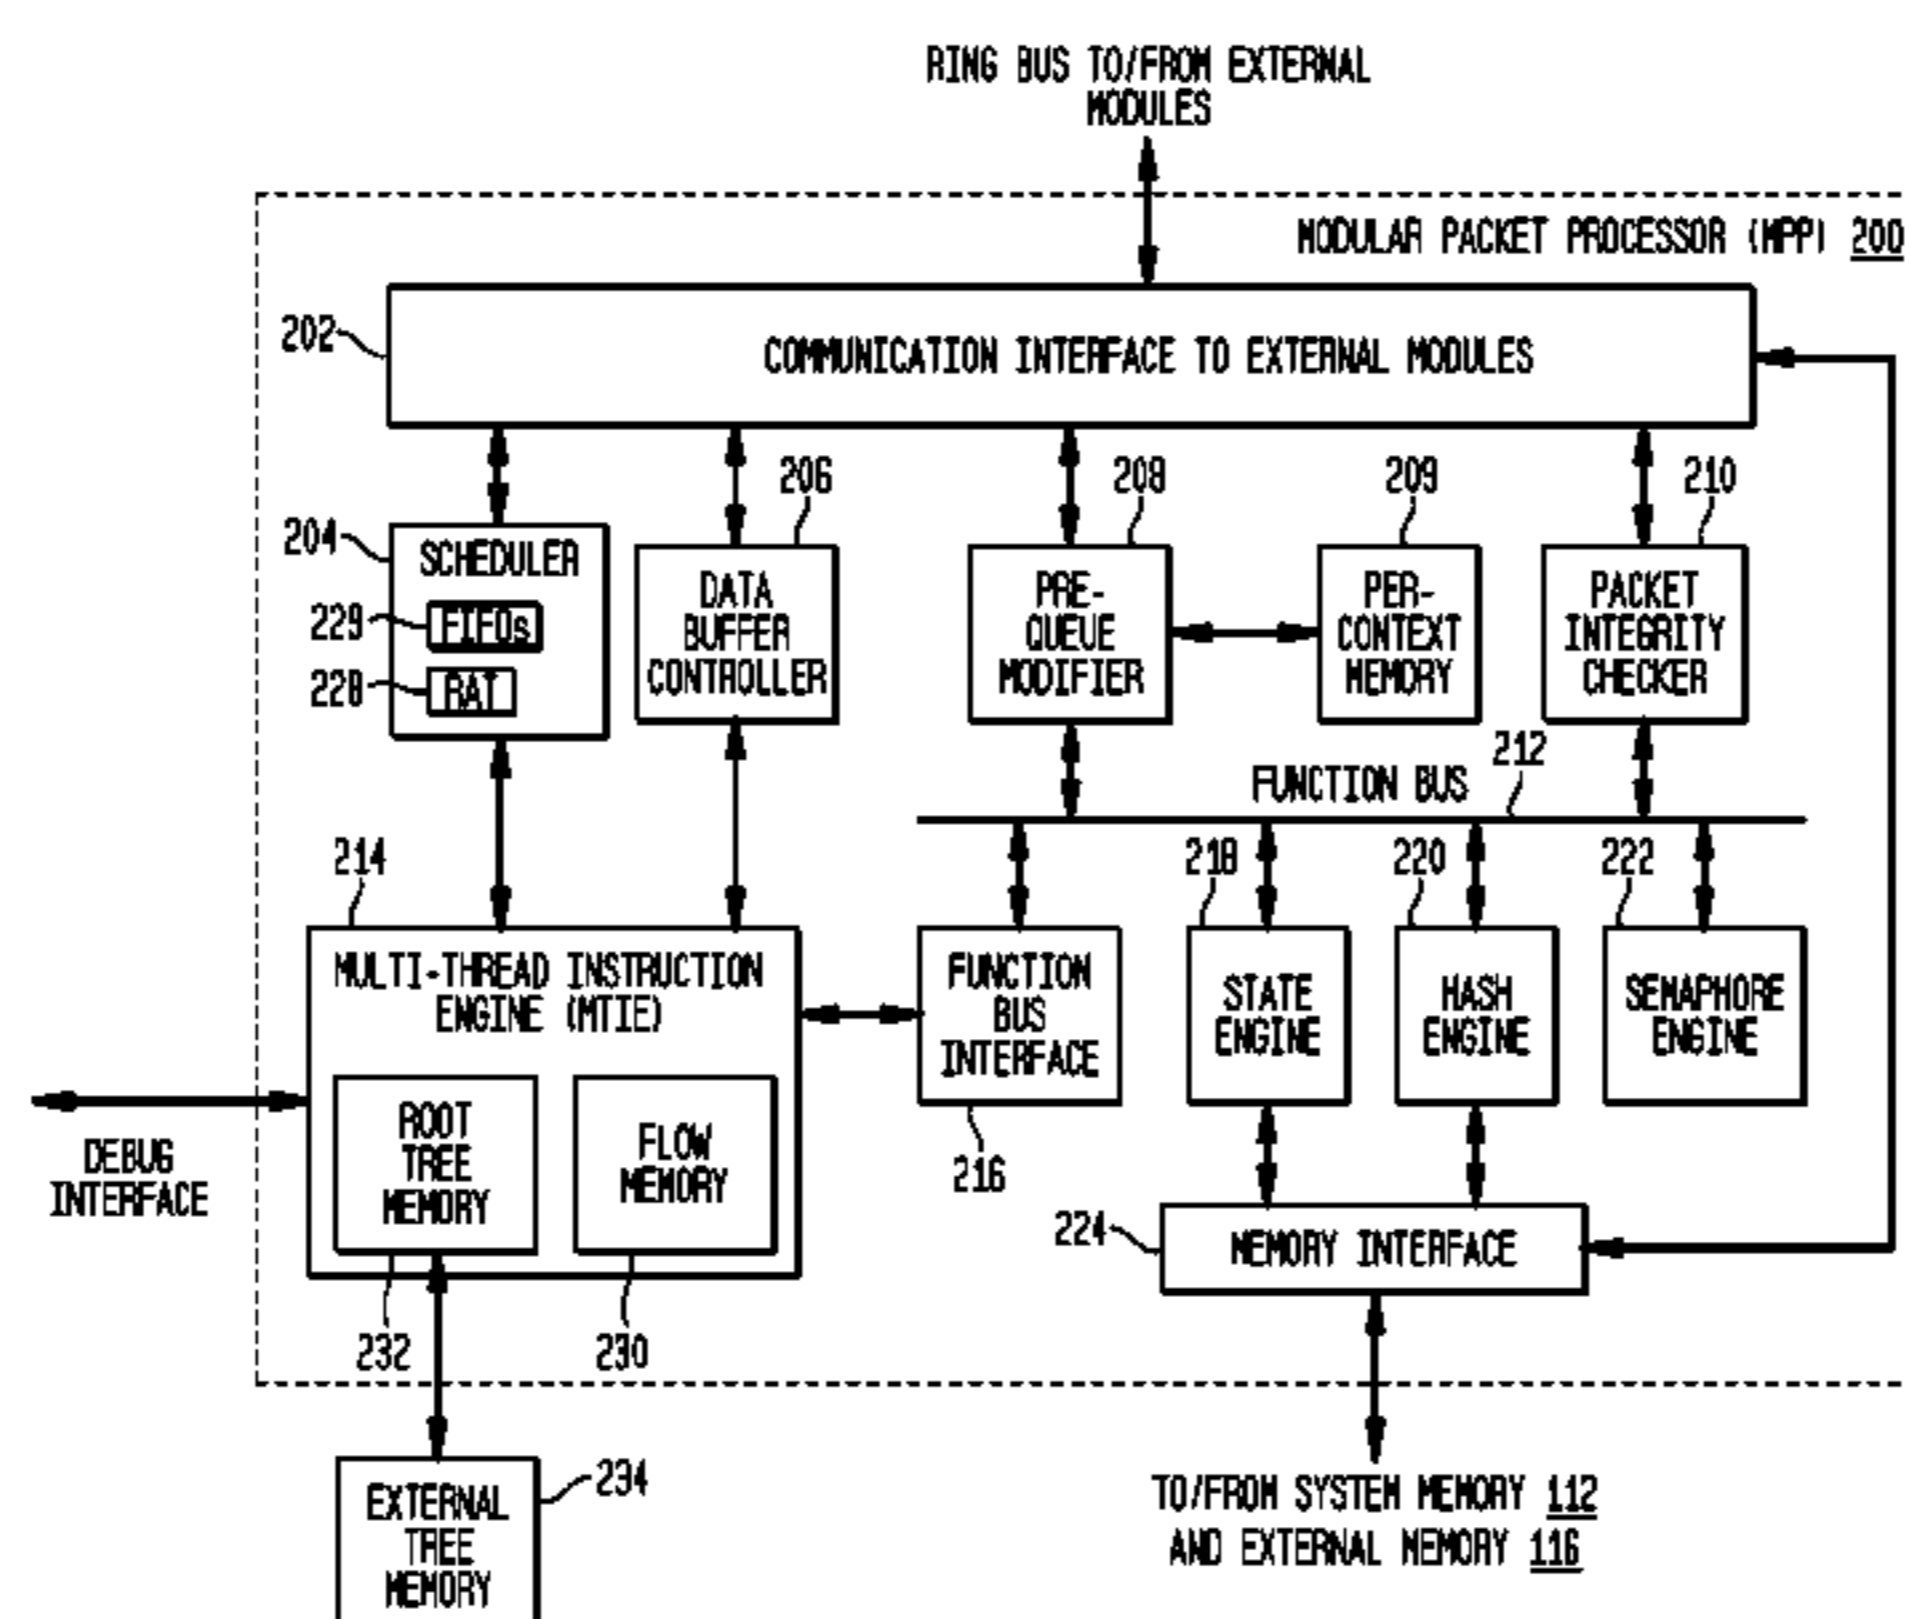 RING BUS TO/FROM EXTERNAL
MODULES
MODULAR PACKET PROCESSOR (MPP) 200
202
COMMUNICATION INTERFACE TO EXTERNAL MODULES
206
208
209
210
204
SCHEDULER
229
FIFOs
228
RAT
DATA
BUFFER
CONTROLLER
PRE-
QUEUE
MODIFIER
PER-
CONTEXT
MEMORY
PACKET
INTEGRITY
CHECKER
212
FUNCTION BUS
214
218
220
222
MULTI-THREAD INSTRUCTION
ENGINE (MTIE)
FUNCTION
BUS
INTERFACE
STATE
ENGINE
HASH
ENGINE
SEMAPHORE
ENGINE
ROOT
TREE
MEMORY
FLOW
MEMORY
DEBUG
INTERFACE
216
224
MEMORY INTERFACE
232
230
234
EXTERNAL
TREE
MEMORY
TO/FROM SYSTEM MEMORY 112
AND EXTERNAL MEMORY 116